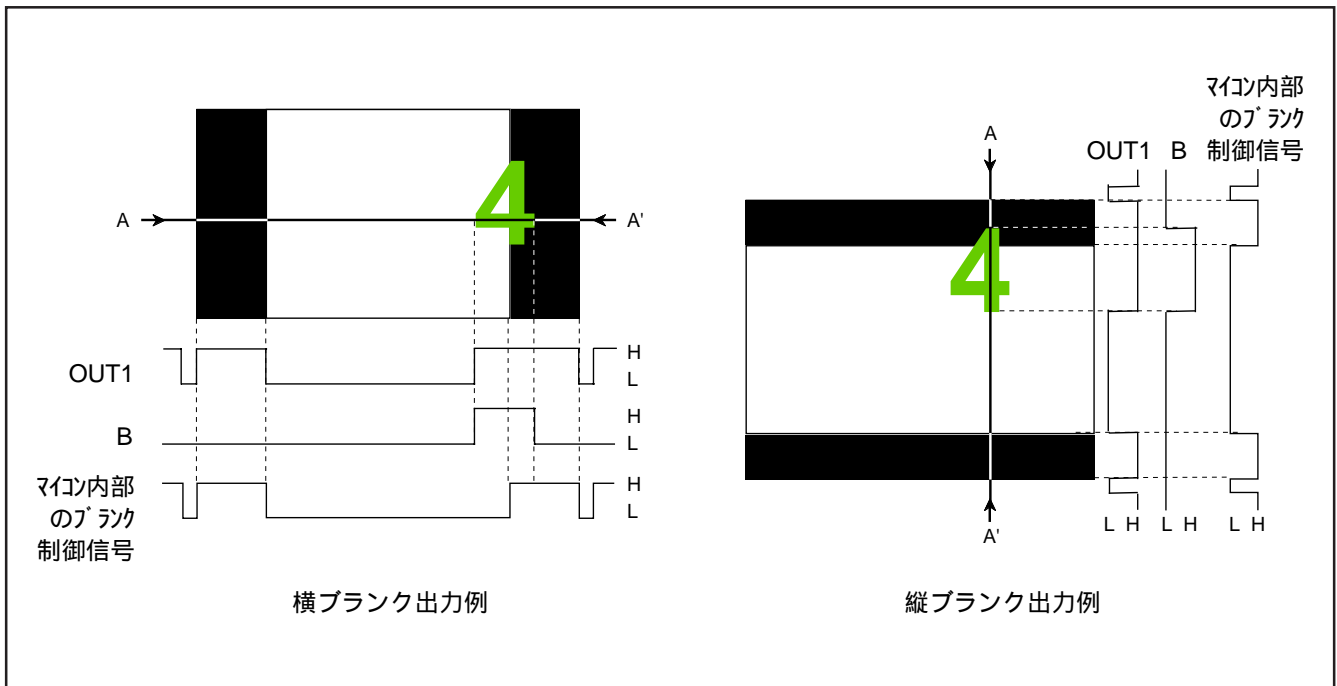 4
A
A'
OUT1
H
L
B
H
L
マイコン内部
のブランク
制御信号
H
L
横ブランク出力例
マイコン内部
のブランク
制御信号
OUT1
B
A
4
A'
L H
L H
L H
縦ブランク出力例